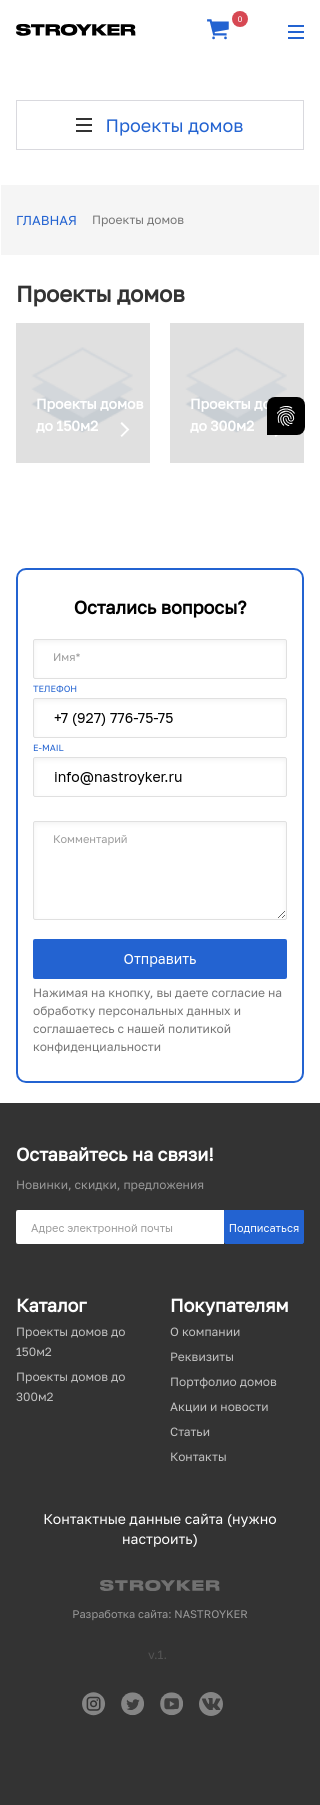 STROYKER
0
Проекты домов
ГЛАВНАЯ Проекты домов
Проекты домов
Проекты домов
до 150м2
Проекты до
до 300м2
Остались вопросы?
Имя*
ТЕЛЕФОН
+7 (927) 776-75-75
E-MAIL
info@nastroyker.ru
Комментарий
Отправить
Нажимая на кнопку, вы даете согласие на
обработку персональных данных и
соглашаетесь с нашей политикой
конфиденциальности
Оставайтесь на связи!
Новинки, скидки, предложения
Адрес электронной почты
Подписаться
Каталог
Проекты домов до
150м2
Проекты домов до
300м2
Покупателям
О компании
Реквизиты
Портфолио домов
Акции и новости
Статьи
Контакты
Контактные данные сайта (нужно
настроить)
STROYKER
Разработка сайта: NASTROYKER
v.1.